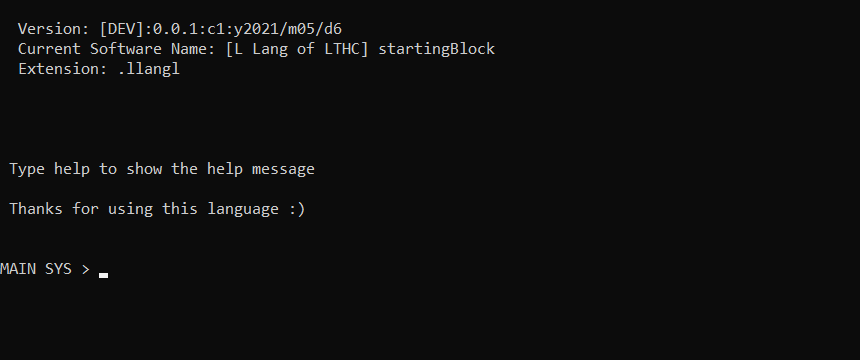 Version: [DEV]:0.0.1:c1:y2021/m05/d6
Current Software Name: [L Lang of LTHC] startingBlock
Extension: .llangl
Type help to show the help message
Thanks for using this language :)
MAIN SYS > _